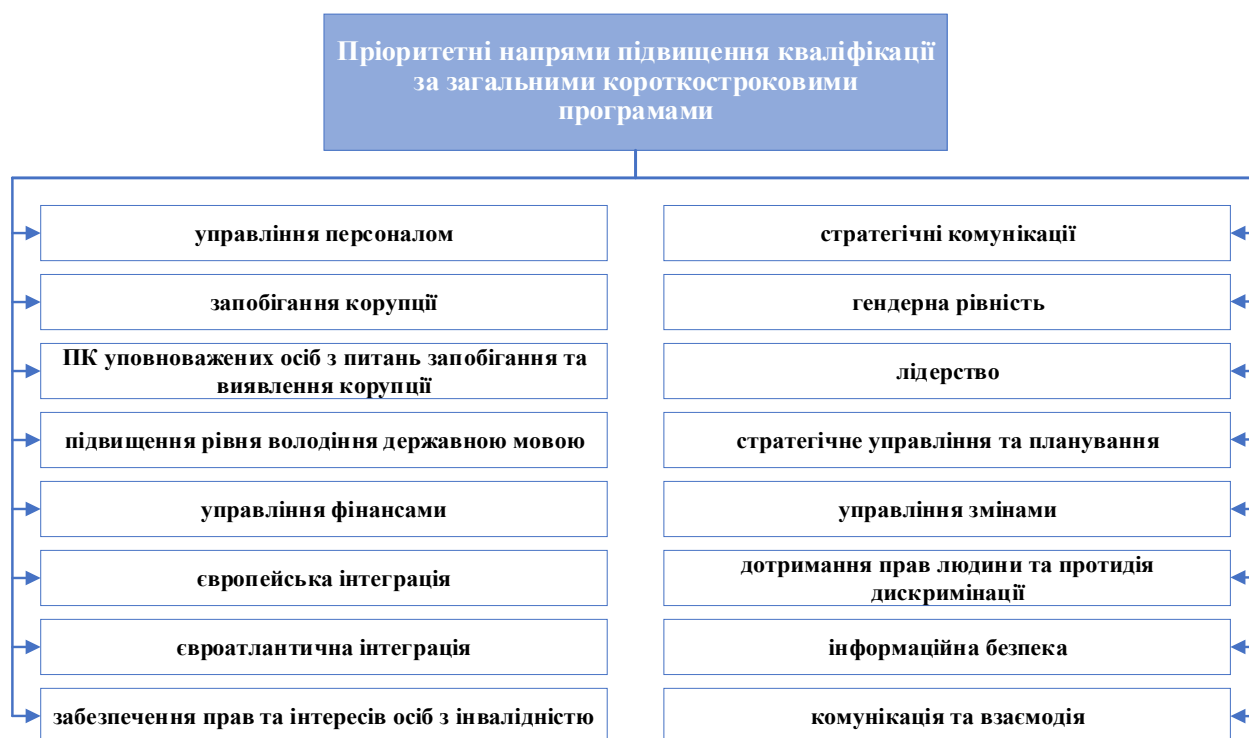 Пріоритетні напрями підвищення кваліфікації
за загальними короткостроковими
програмами
управління персоналом
запобігання корупції
ПК уповноважених осіб з питань запобігання та
виявлення корупції
підвищення рівня володіння державною мовою
управління фінансами
європейська інтеграція
євроатлантична інтеграція
забезпечення прав та інтересів осіб з інвалідністю
стратегічні комунікації
гендерна рівність
лідерство
стратегічне управління та планування
управління змінами
дотримання прав людини та протидія
дискримінації
інформаційна безпека
комунікація та взаємодія